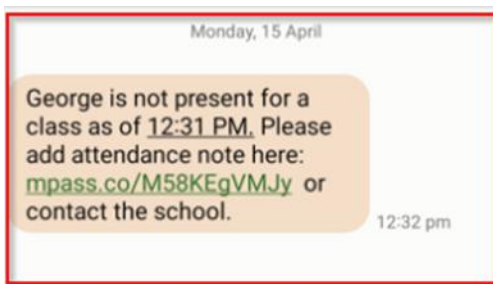 Monday, 15 April
George is not present for a
class as of 12:31 PM. Please
add attendance note here:
mpass.co/M58KEgVMJy or
contact the school.
12:32 pm